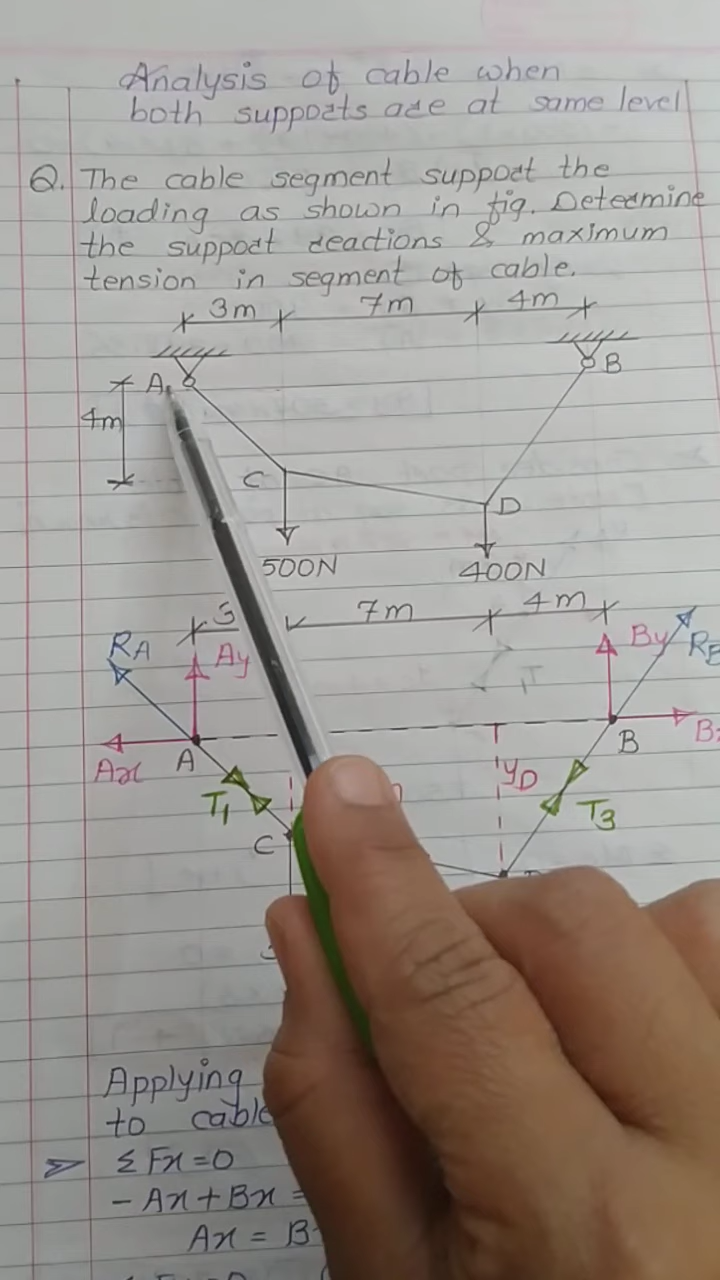 Analysis of cable when
both supports are at same level
Q. The cable segment support the
loading as shown in fig. Determine
the support reactions & maximum
tension in segment of cable.
3m 7m 4m
A B
4m
C
D
500N 400N
7m 4m
RA Ay By
Ax A B
T1 yD T3
C
Applying
to cable
ΣFx=0
- Ax + Bx =
Ax = B